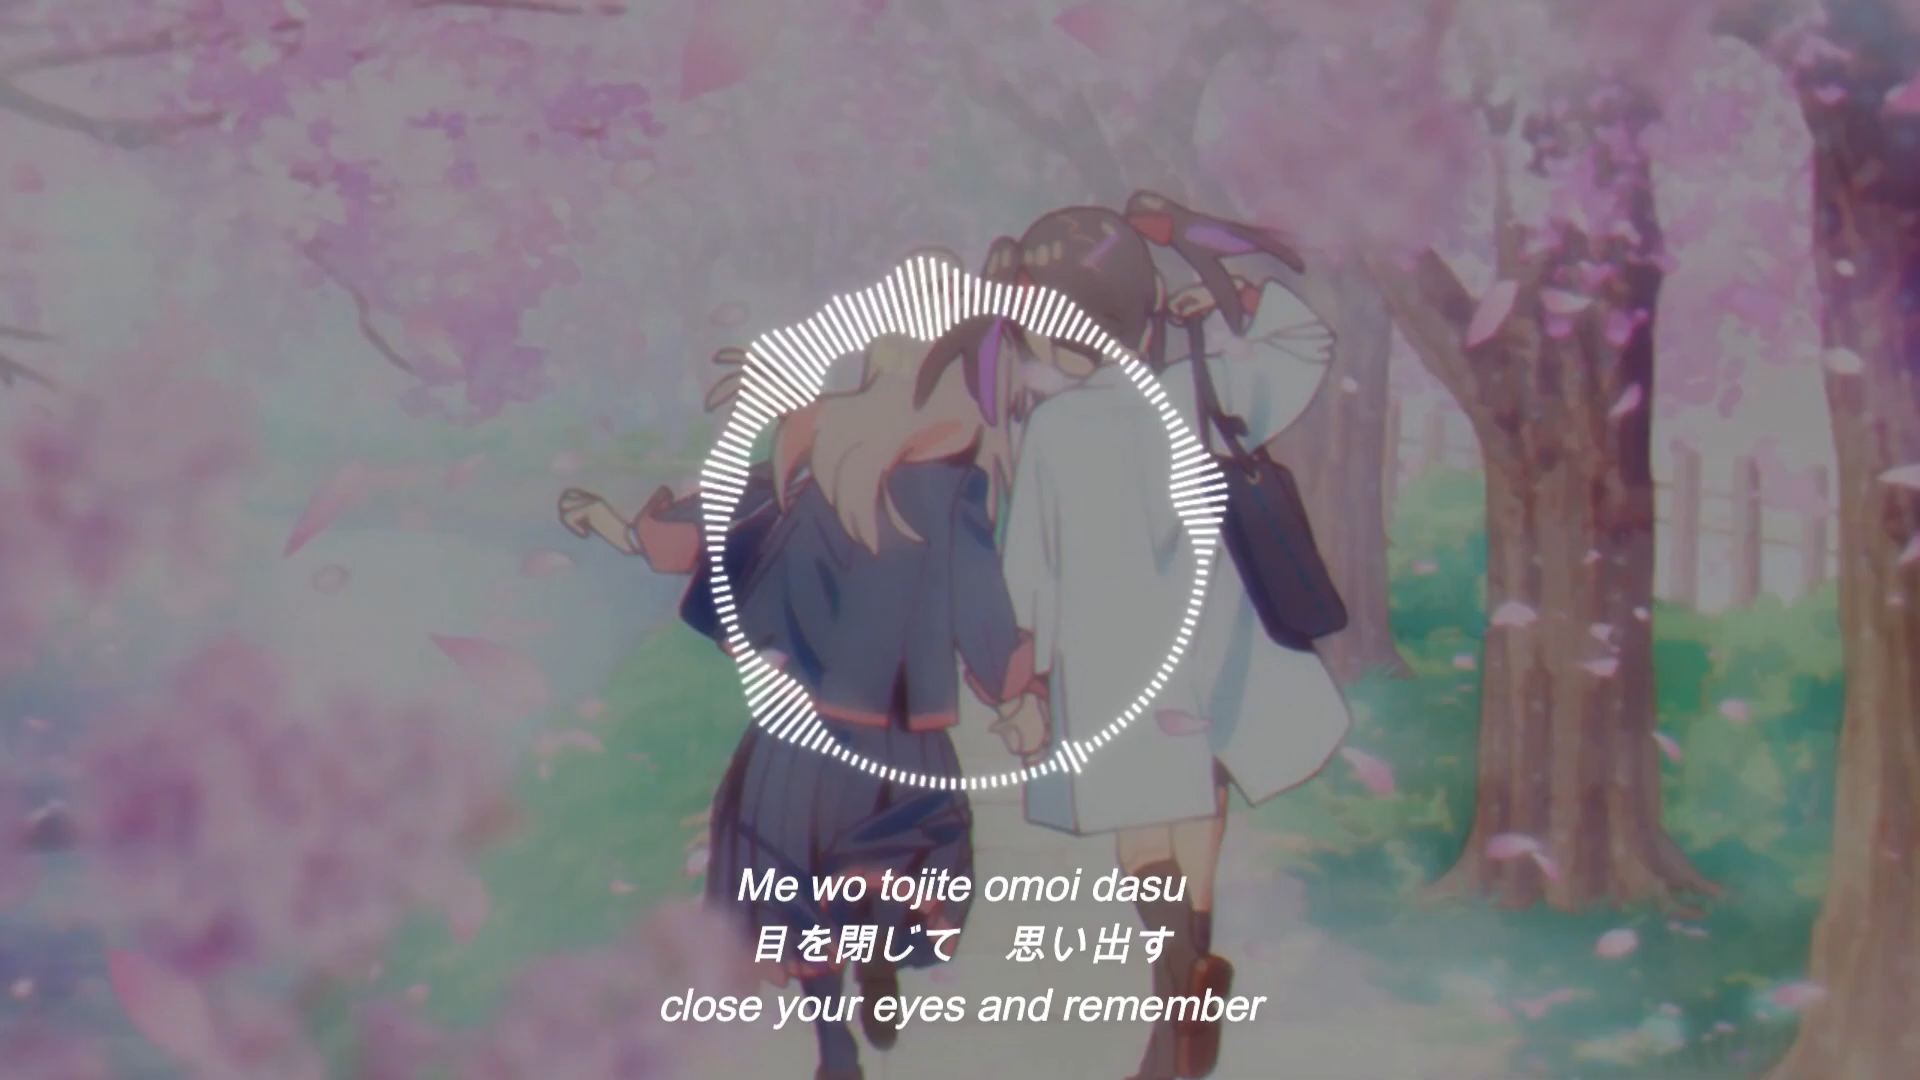 Me wo tojite omoi dasu
目を閉じて　思い出す
close your eyes and remember